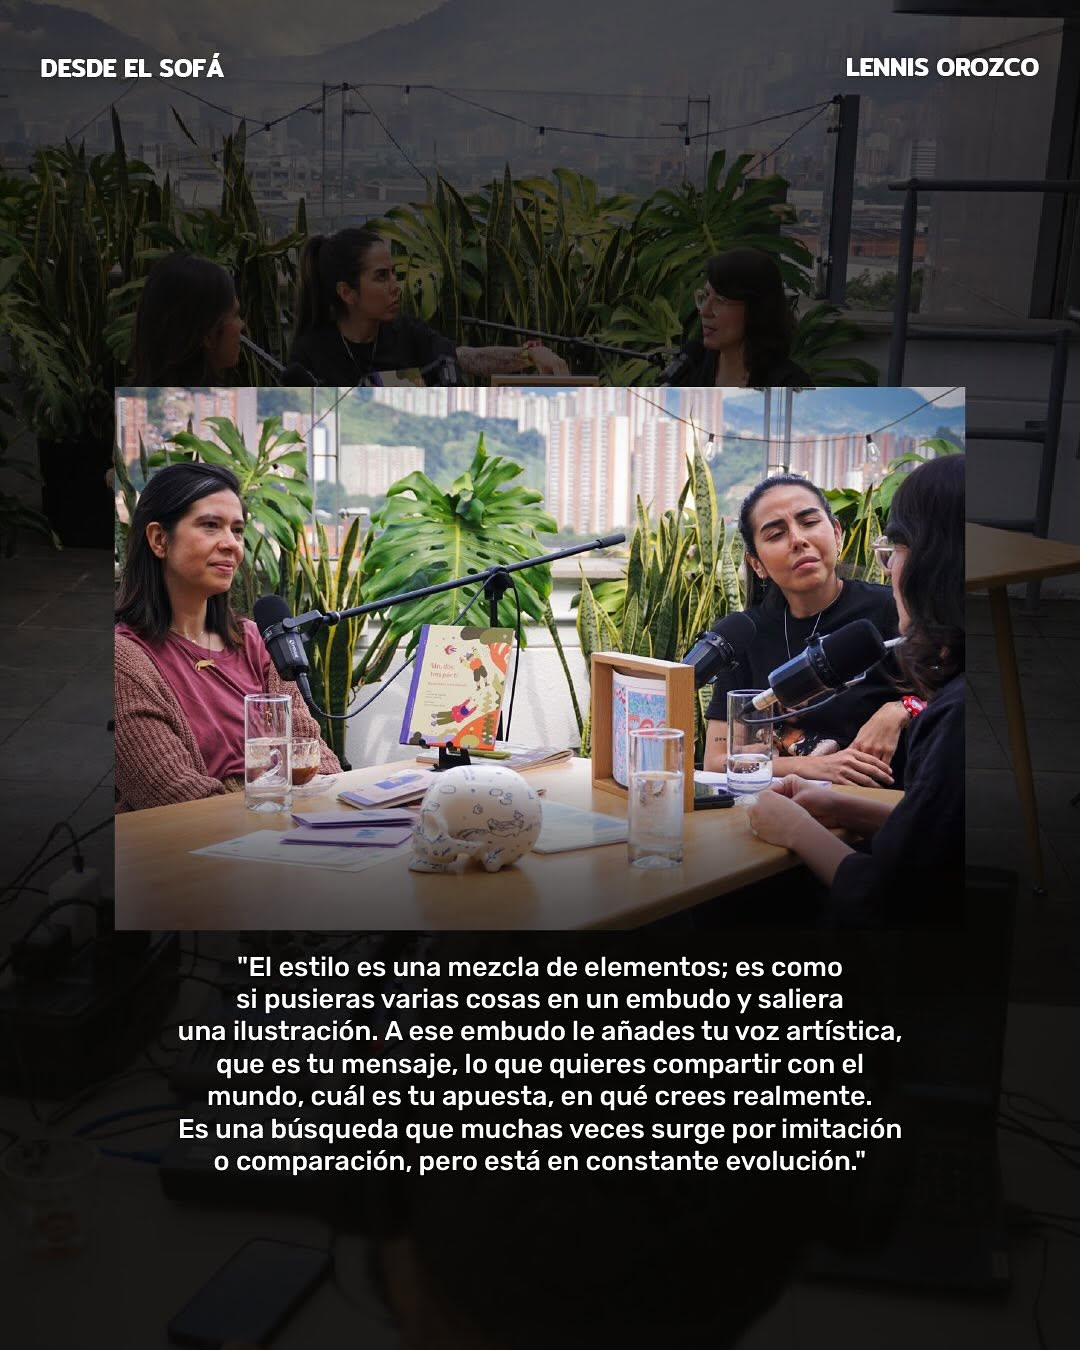 DESDE EL SOFÁ
LENNIS OROZCO
"El estilo es una mezcla de elementos; es como
si pusieras varias cosas en un embudo y saliera
una ilustración. A ese embudo le añades tu voz artística,
que es tu mensaje, lo que quieres compartir con el
mundo, cuál es tu apuesta, en qué crees realmente.
Es una búsqueda que muchas veces surge por imitación
o comparación, pero está en constante evolución."